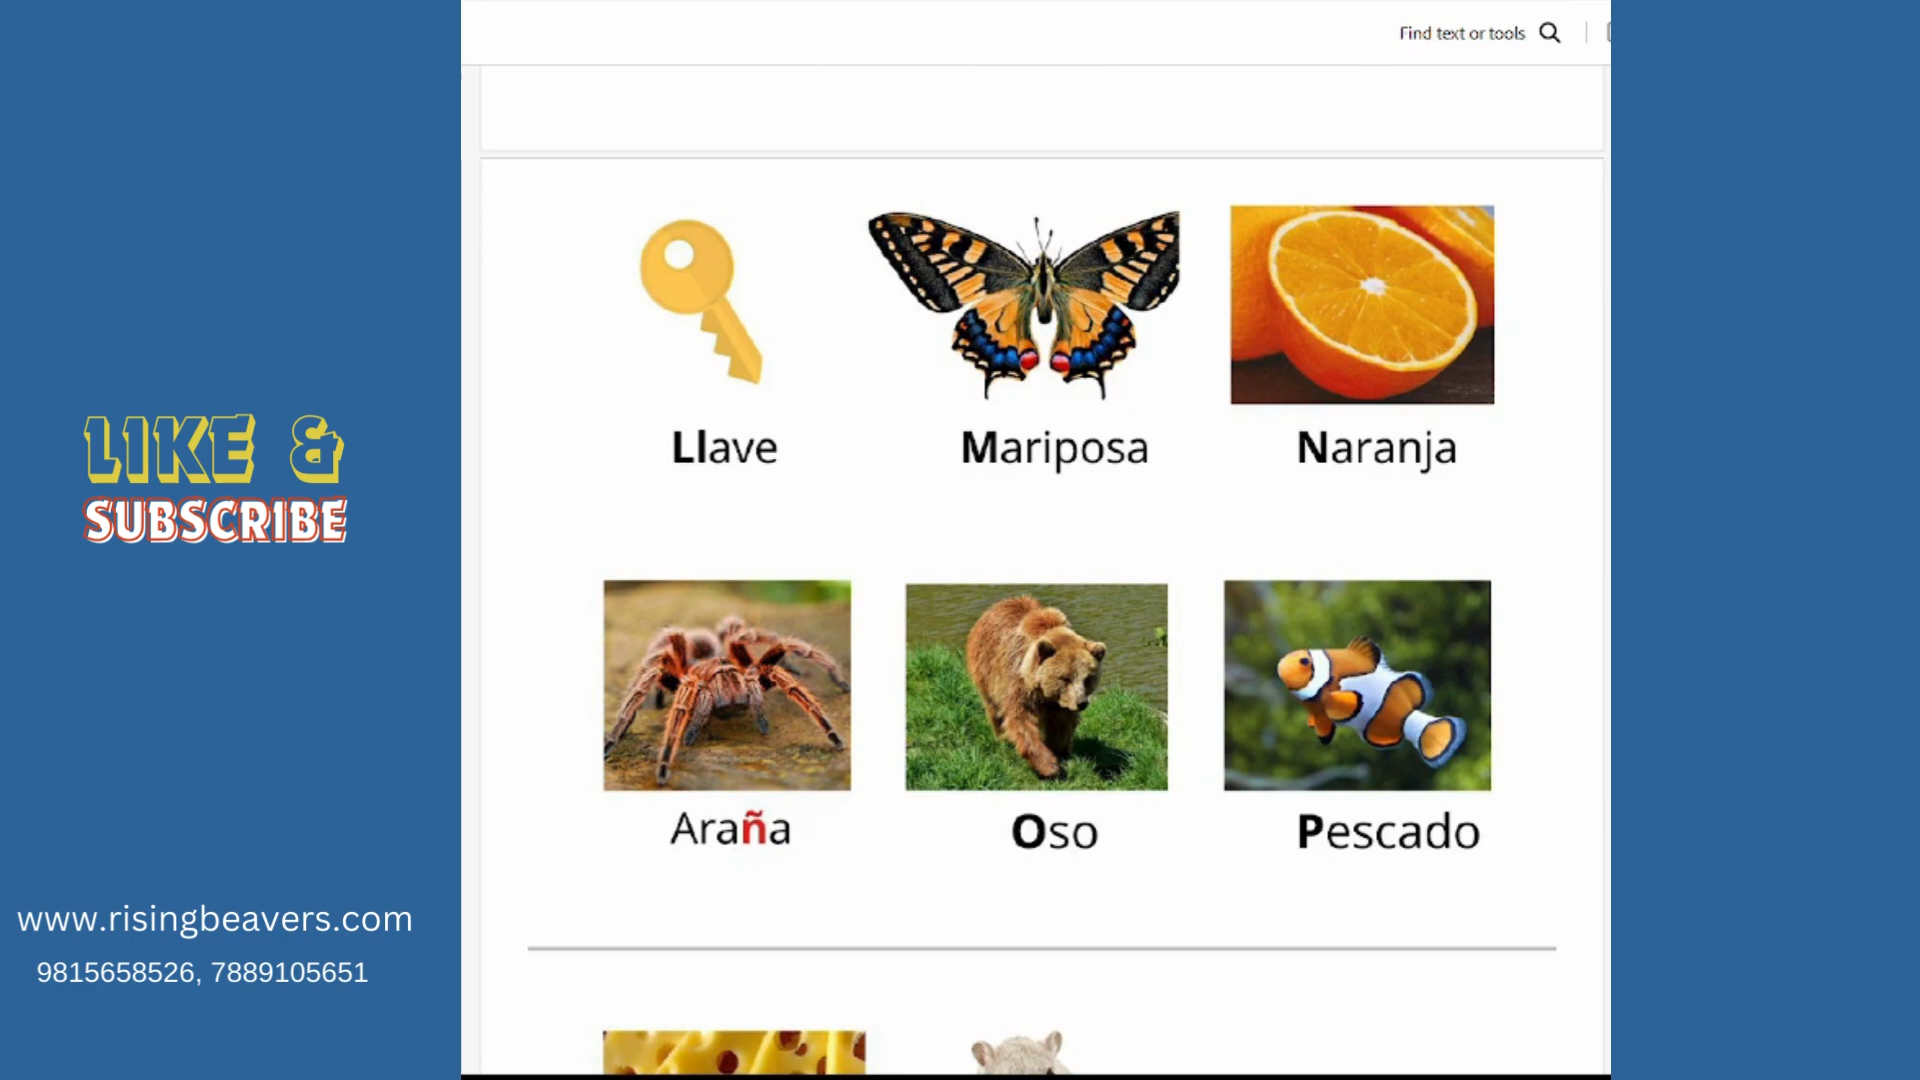 Find text or tools
Llave
Mariposa
Naranja
LIKE &
SUBSCRIBE
Araña
Oso
Pescado
www.risingbeavers.com
9815658526, 7889105651